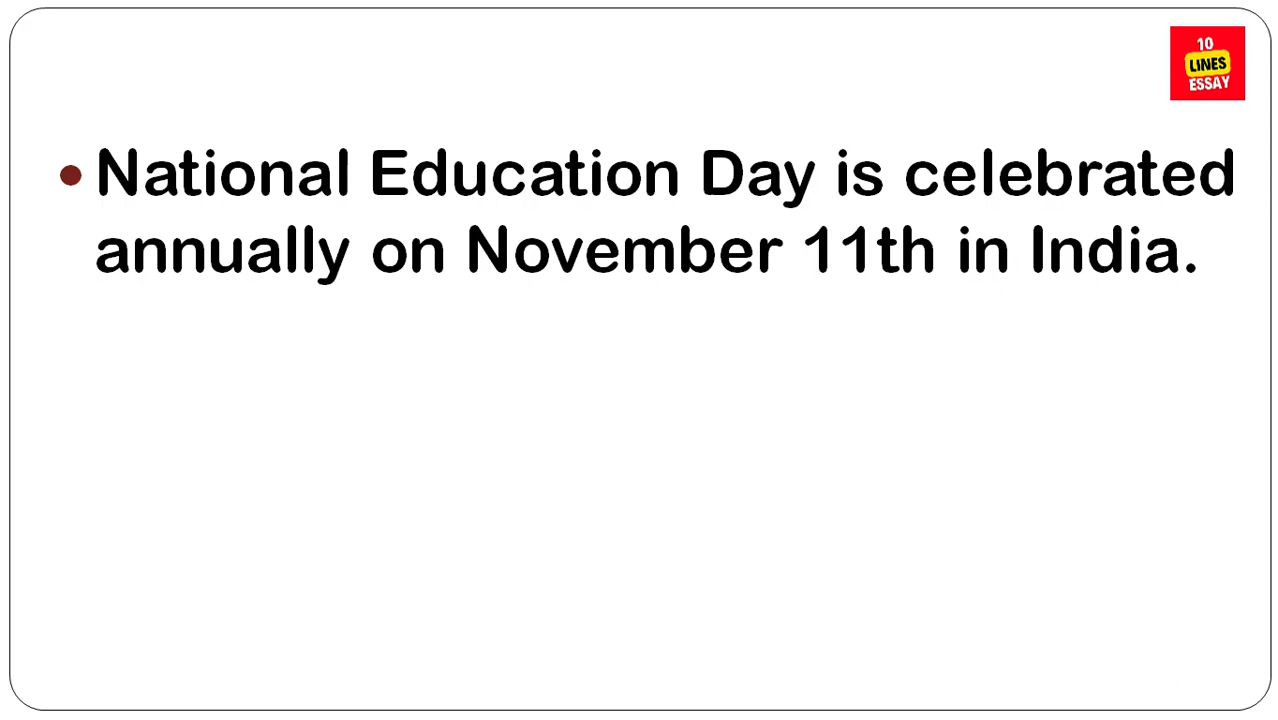 10
LINES
ESSAY
• National Education Day is celebrated
annually on November 11th in India.